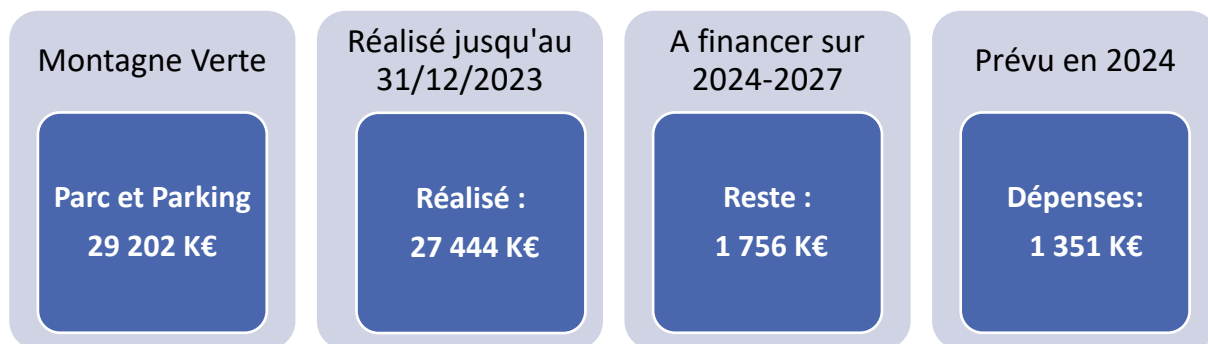 Montagne Verte
Parc et Parking
29 202 K€
Réalisé jusqu'au
31/12/2023
Réalisé :
27 444 K€
A financer sur
2024-2027
Reste :
1 756 K€
Prévu en 2024
Dépenses:
1 351 K€